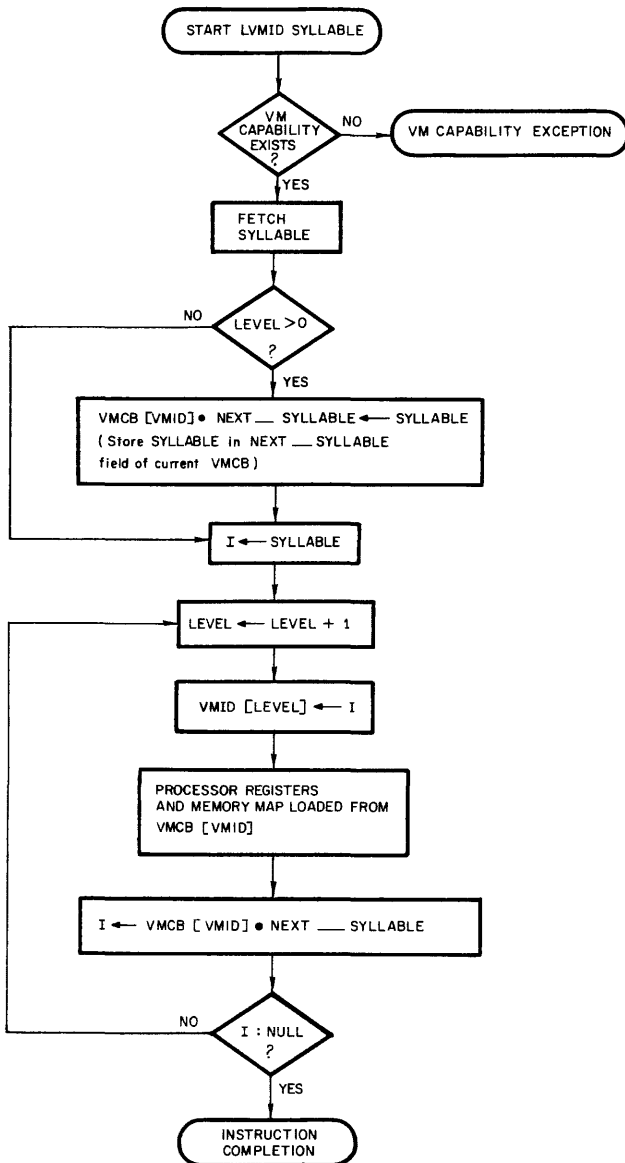 START LVMID SYLLABLE
VM
CAPABILITY
EXISTS
?
NO
VM CAPABILITY EXCEPTION
YES
FETCH
SYLLABLE
NO
LEVEL > 0
?
YES
VMCB [VMID] ● NEXT __ SYLLABLE ← SYLLABLE
( Store SYLLABLE in NEXT __ SYLLABLE
field of current VMCB )
I ← SYLLABLE
LEVEL ← LEVEL + 1
VMID [LEVEL] ← I
PROCESSOR REGISTERS
AND MEMORY MAP LOADED FROM
VMCB [VMID]
I ← VMCB [ VMID ] ● NEXT __ SYLLABLE
NO
I : NULL
?
YES
INSTRUCTION
COMPLETION